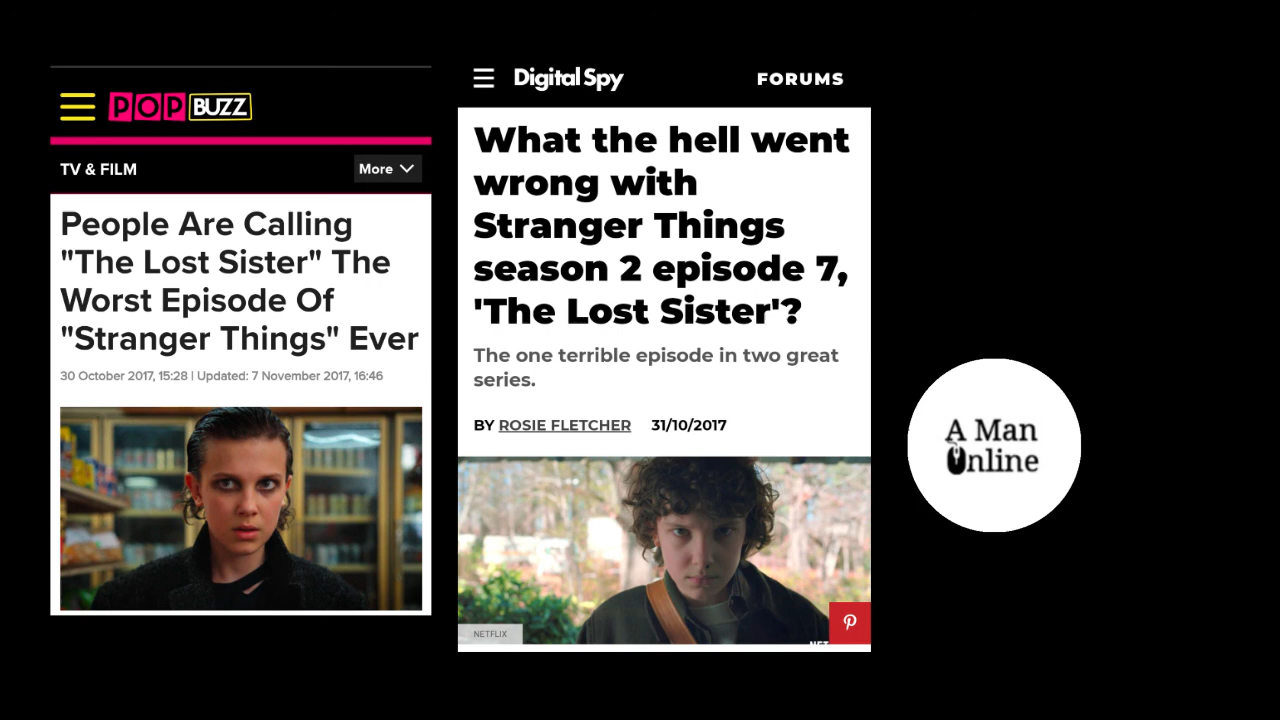 POP BUZZ
TV & FILM
More
People Are Calling
"The Lost Sister" The
Worst Episode Of
"Stranger Things" Ever
30 October 2017, 15:28 | Updated: 7 November 2017, 16:46
Digital Spy
FORUMS
What the hell went
wrong with
Stranger Things
season 2 episode 7,
'The Lost Sister'?
The one terrible episode in two great
series.
BY ROSIE FLETCHER 31/10/2017
NETFLIX
A Man
Online